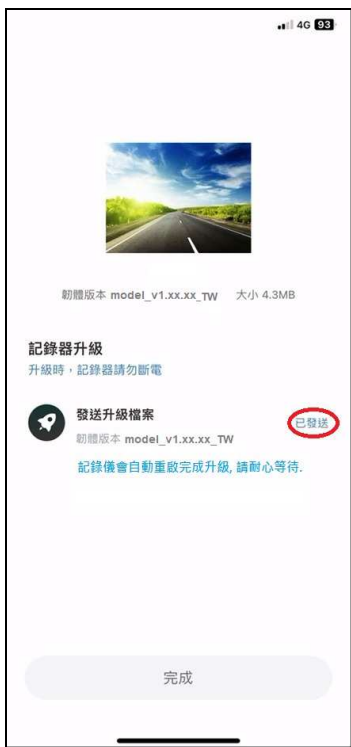 4G 93
韌體版本 model_v1.xx.xx_TW 大小 4.3MB
記錄器升級
升級時，記錄器請勿斷電
發送升級檔案
已發送
韌體版本 model_v1.xx.xx_TW
記錄儀會自動重啟完成升級, 請耐心等待.
完成